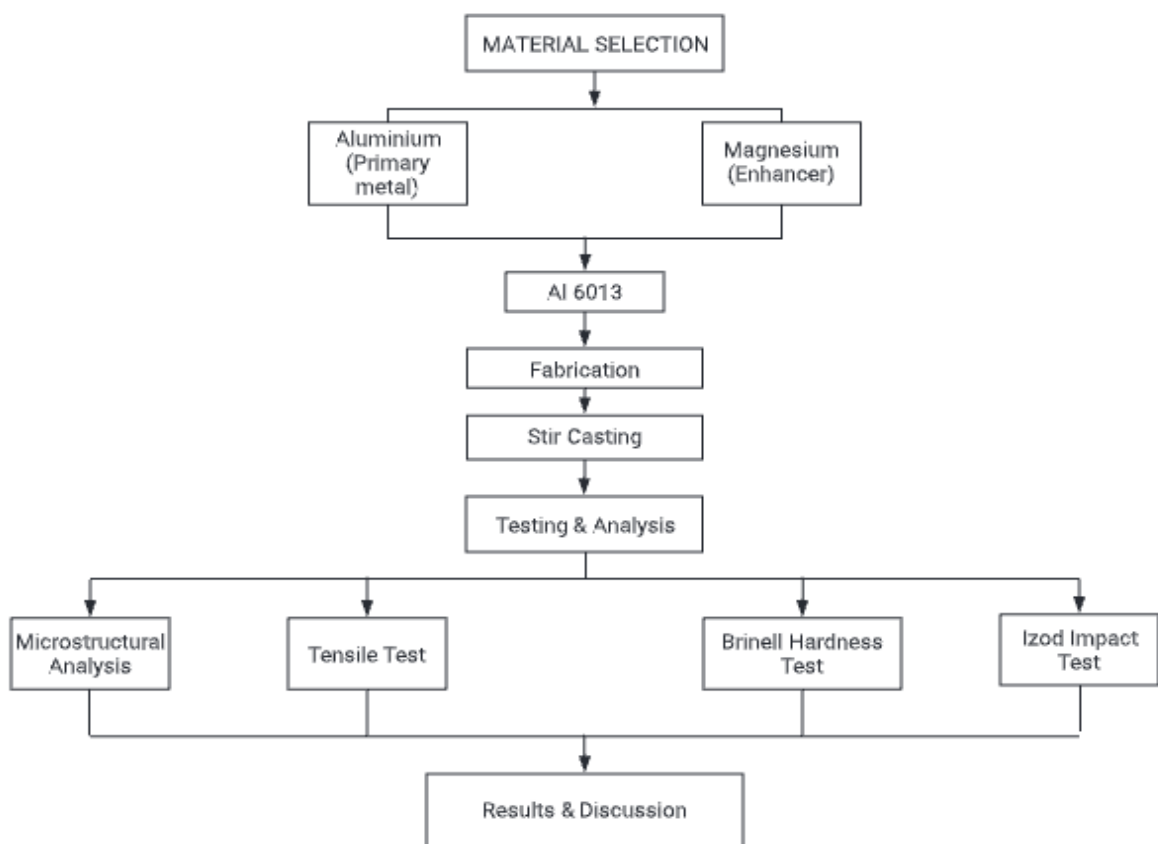 MATERIAL SELECTION
Aluminium
(Primary
metal)
Magnesium
(Enhancer)
Al 6013
Fabrication
Stir Casting
Testing & Analysis
Microstructural
Analysis
Tensile Test
Brinell Hardness
Test
Izod Impact
Test
Results & Discussion